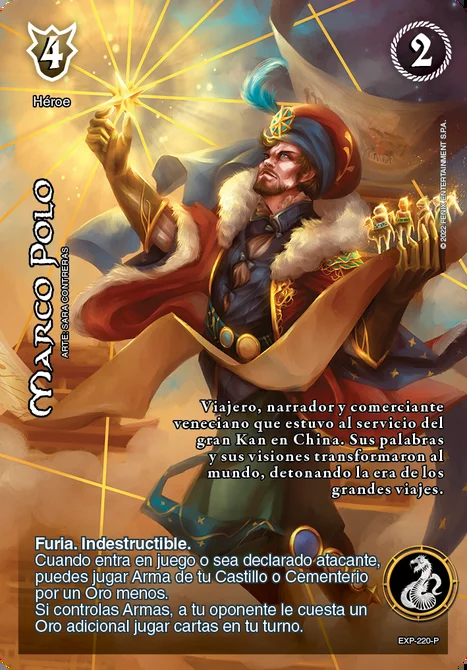 4
2
Héroe
© 2022 FENIX ENTERTAINMENT S.P.A.
MARCO POLO
ARTE: SARA CONTRERAS
Viajero, narrador y comerciante
veneciano que estuvo al servicio del
gran Kan en China. Sus palabras
y sus visiones transformaron al
mundo, detonando la era de los
grandes viajes.
Furia. Indestructible.
Cuando entra en juego o sea declarado atacante,
puedes jugar Arma de tu Castillo o Cementerio
por un Oro menos.
Si controlas Armas, a tu oponente le cuesta un
Oro adicional jugar cartas en tu turno.
EXP-220-P